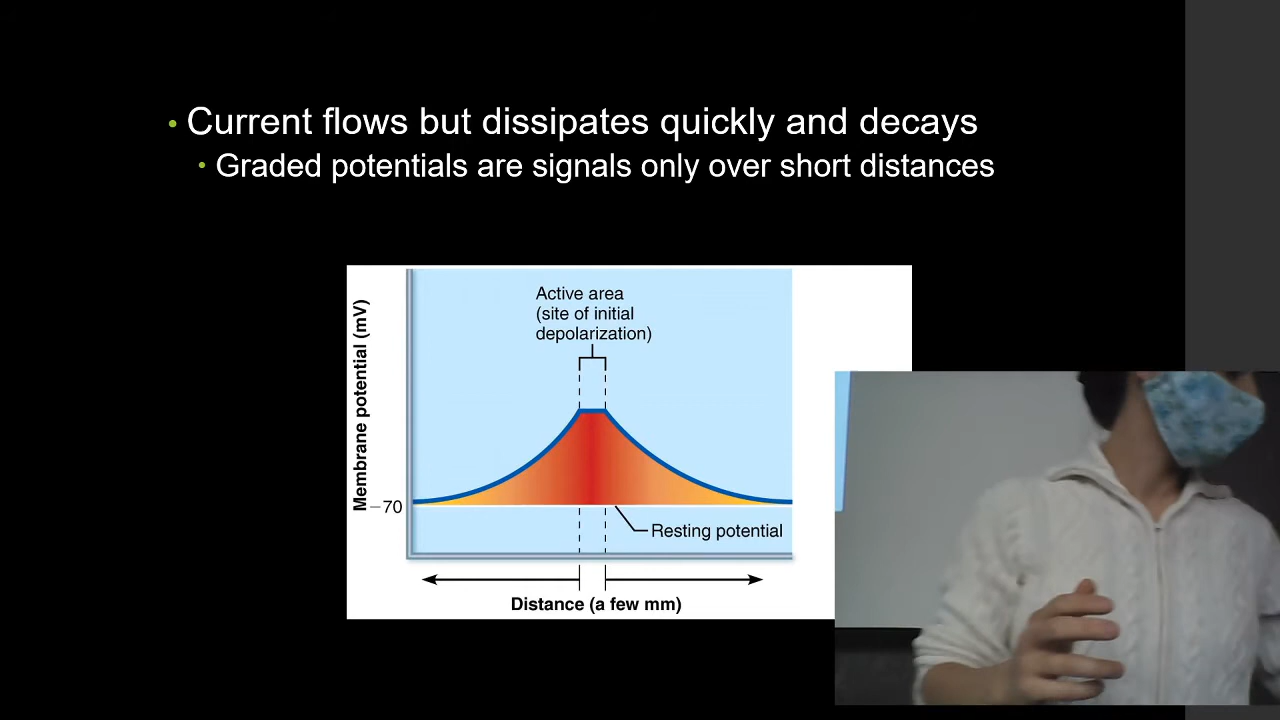 • Current flows but dissipates quickly and decays
• Graded potentials are signals only over short distances
Active area
(site of initial
depolarization)
Membrane potential (mV)
–70
Resting potential
Distance (a few mm)